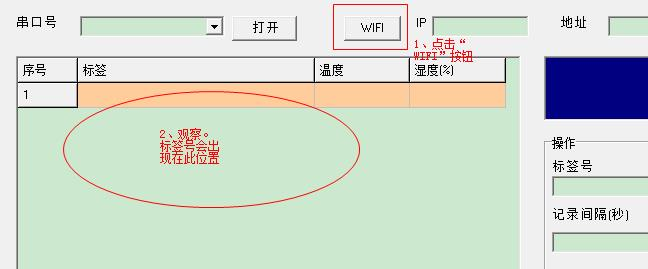 串口号 打开 WIFI IP 地址
1、点击“
WIFI”按钮
序号 标签 温度 湿度(%)
1
2、观察。
标签号会出
现在此位置
操作
标签号
记录间隔(秒)